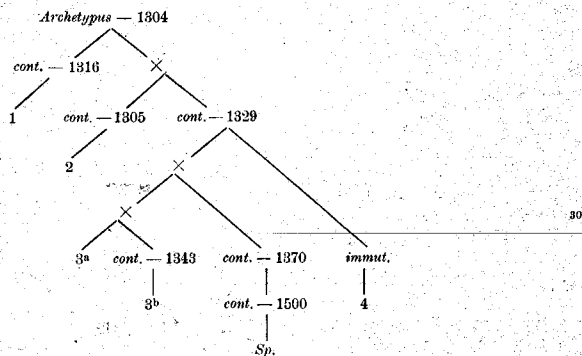 Archetypus — 1304
cont. — 1316 ×
1 cont. — 1305 cont. — 1329
2 ×
×
30
3a cont. — 1343 cont. — 1370 immut.
3b cont. — 1500 4
Sp.